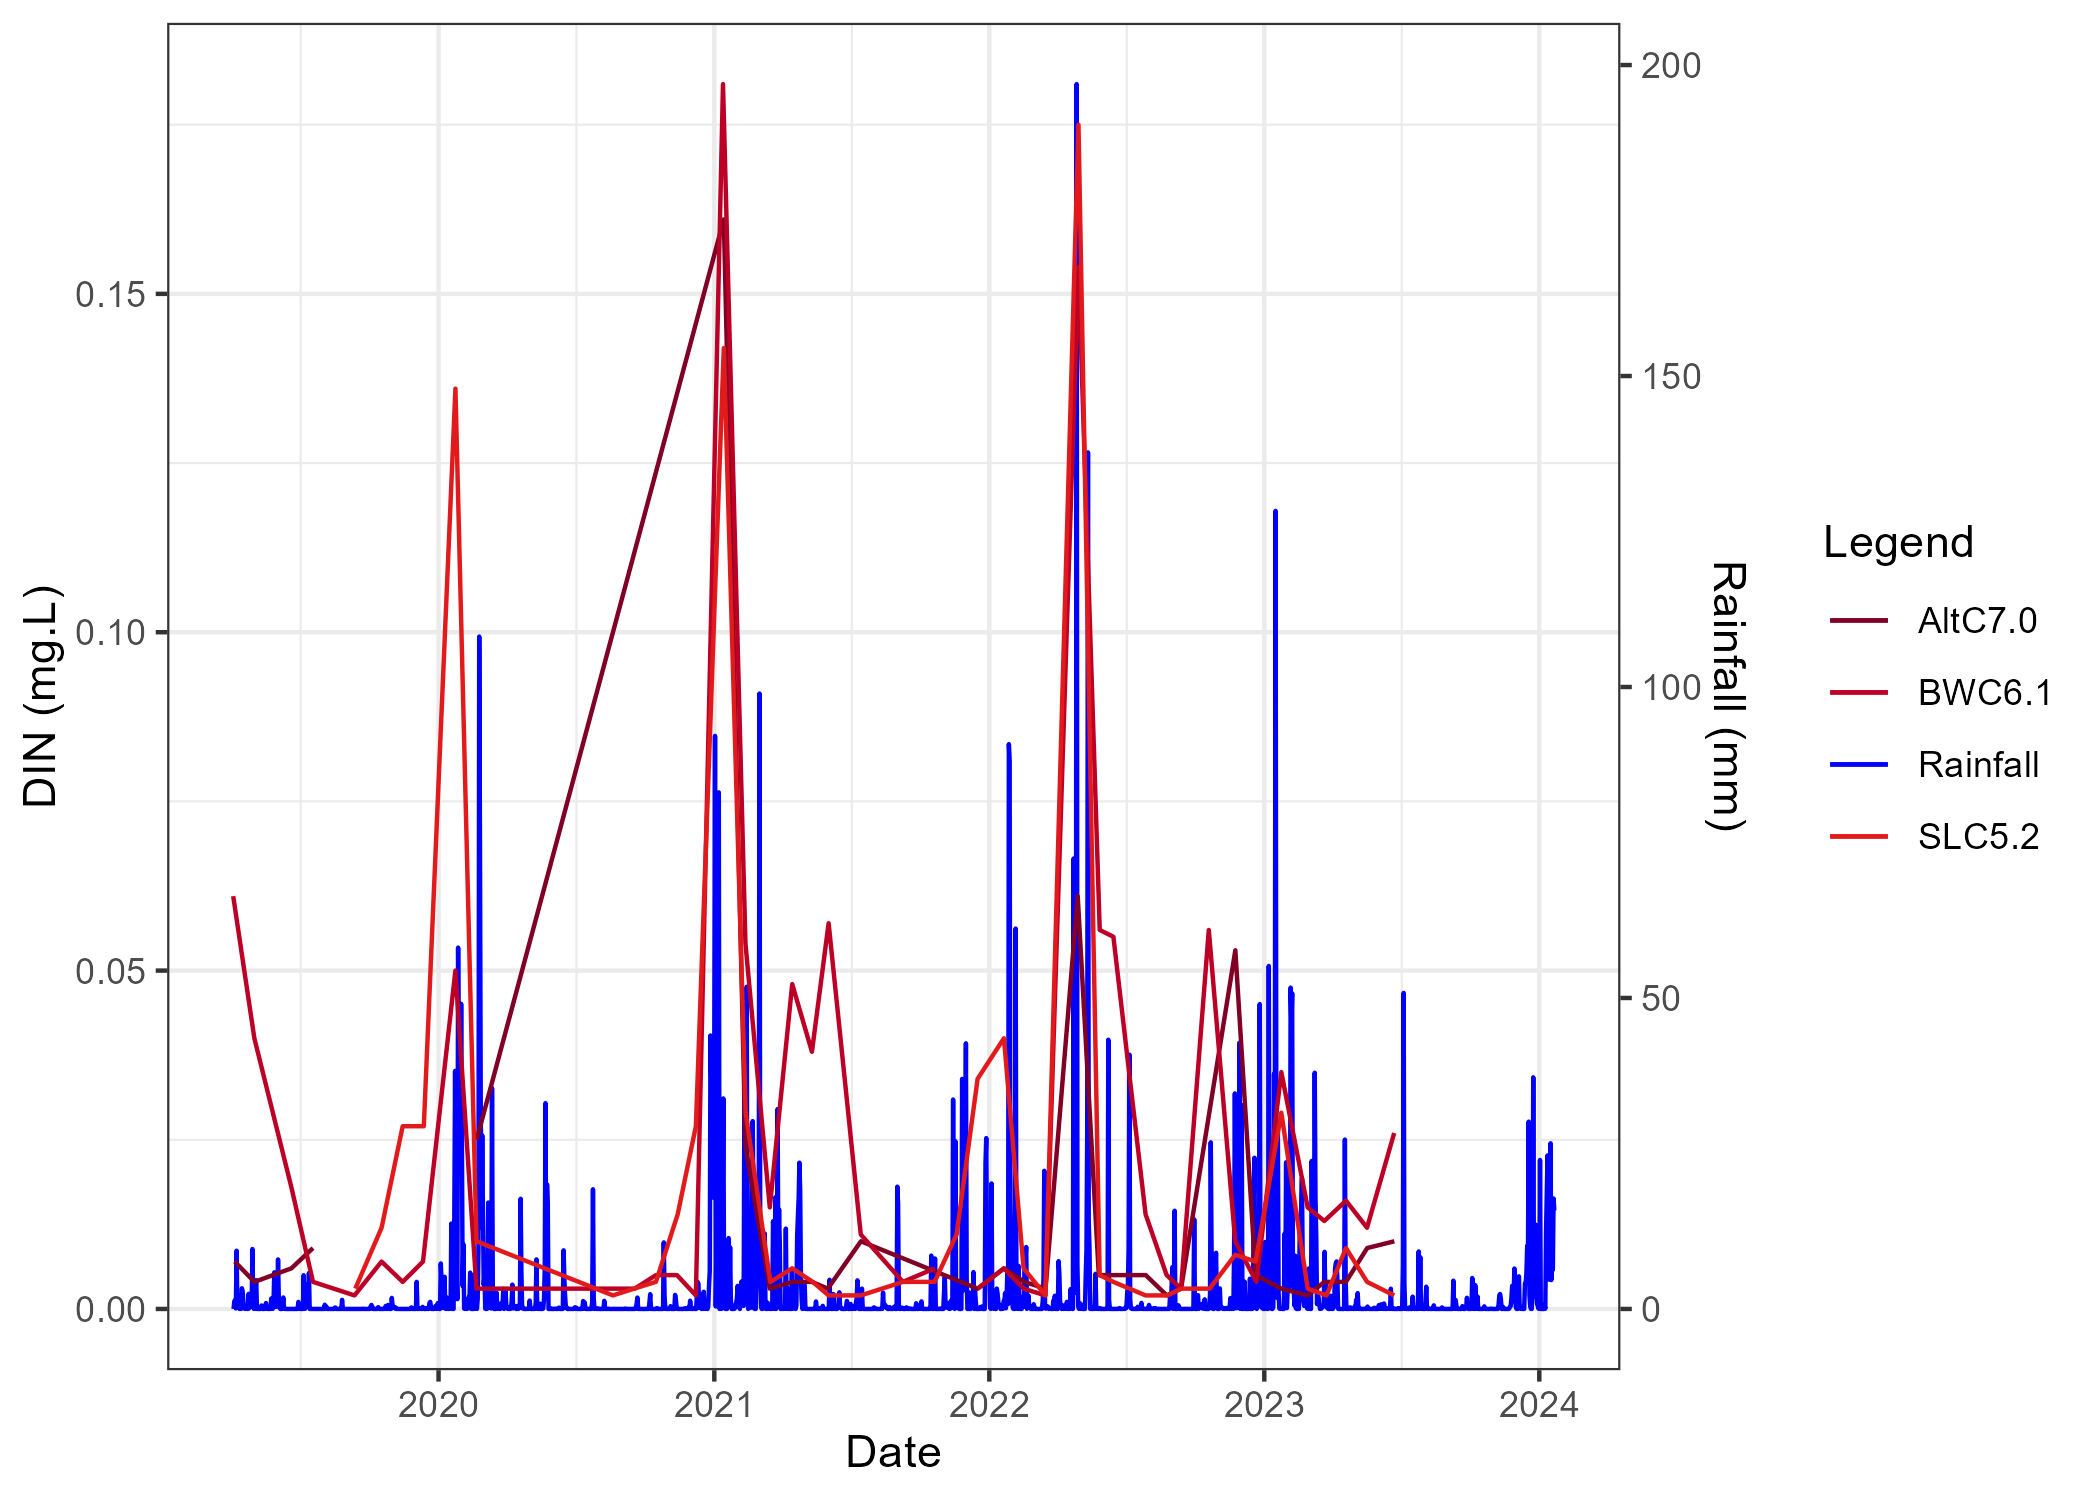 DIN (mg.L)
0.15
0.10
0.05
0.00
200
150
100
50
0
Rainfall (mm)
2020
2021
2022
2023
2024
Date
Legend
AltC7.0
BWC6.1
Rainfall
SLC5.2